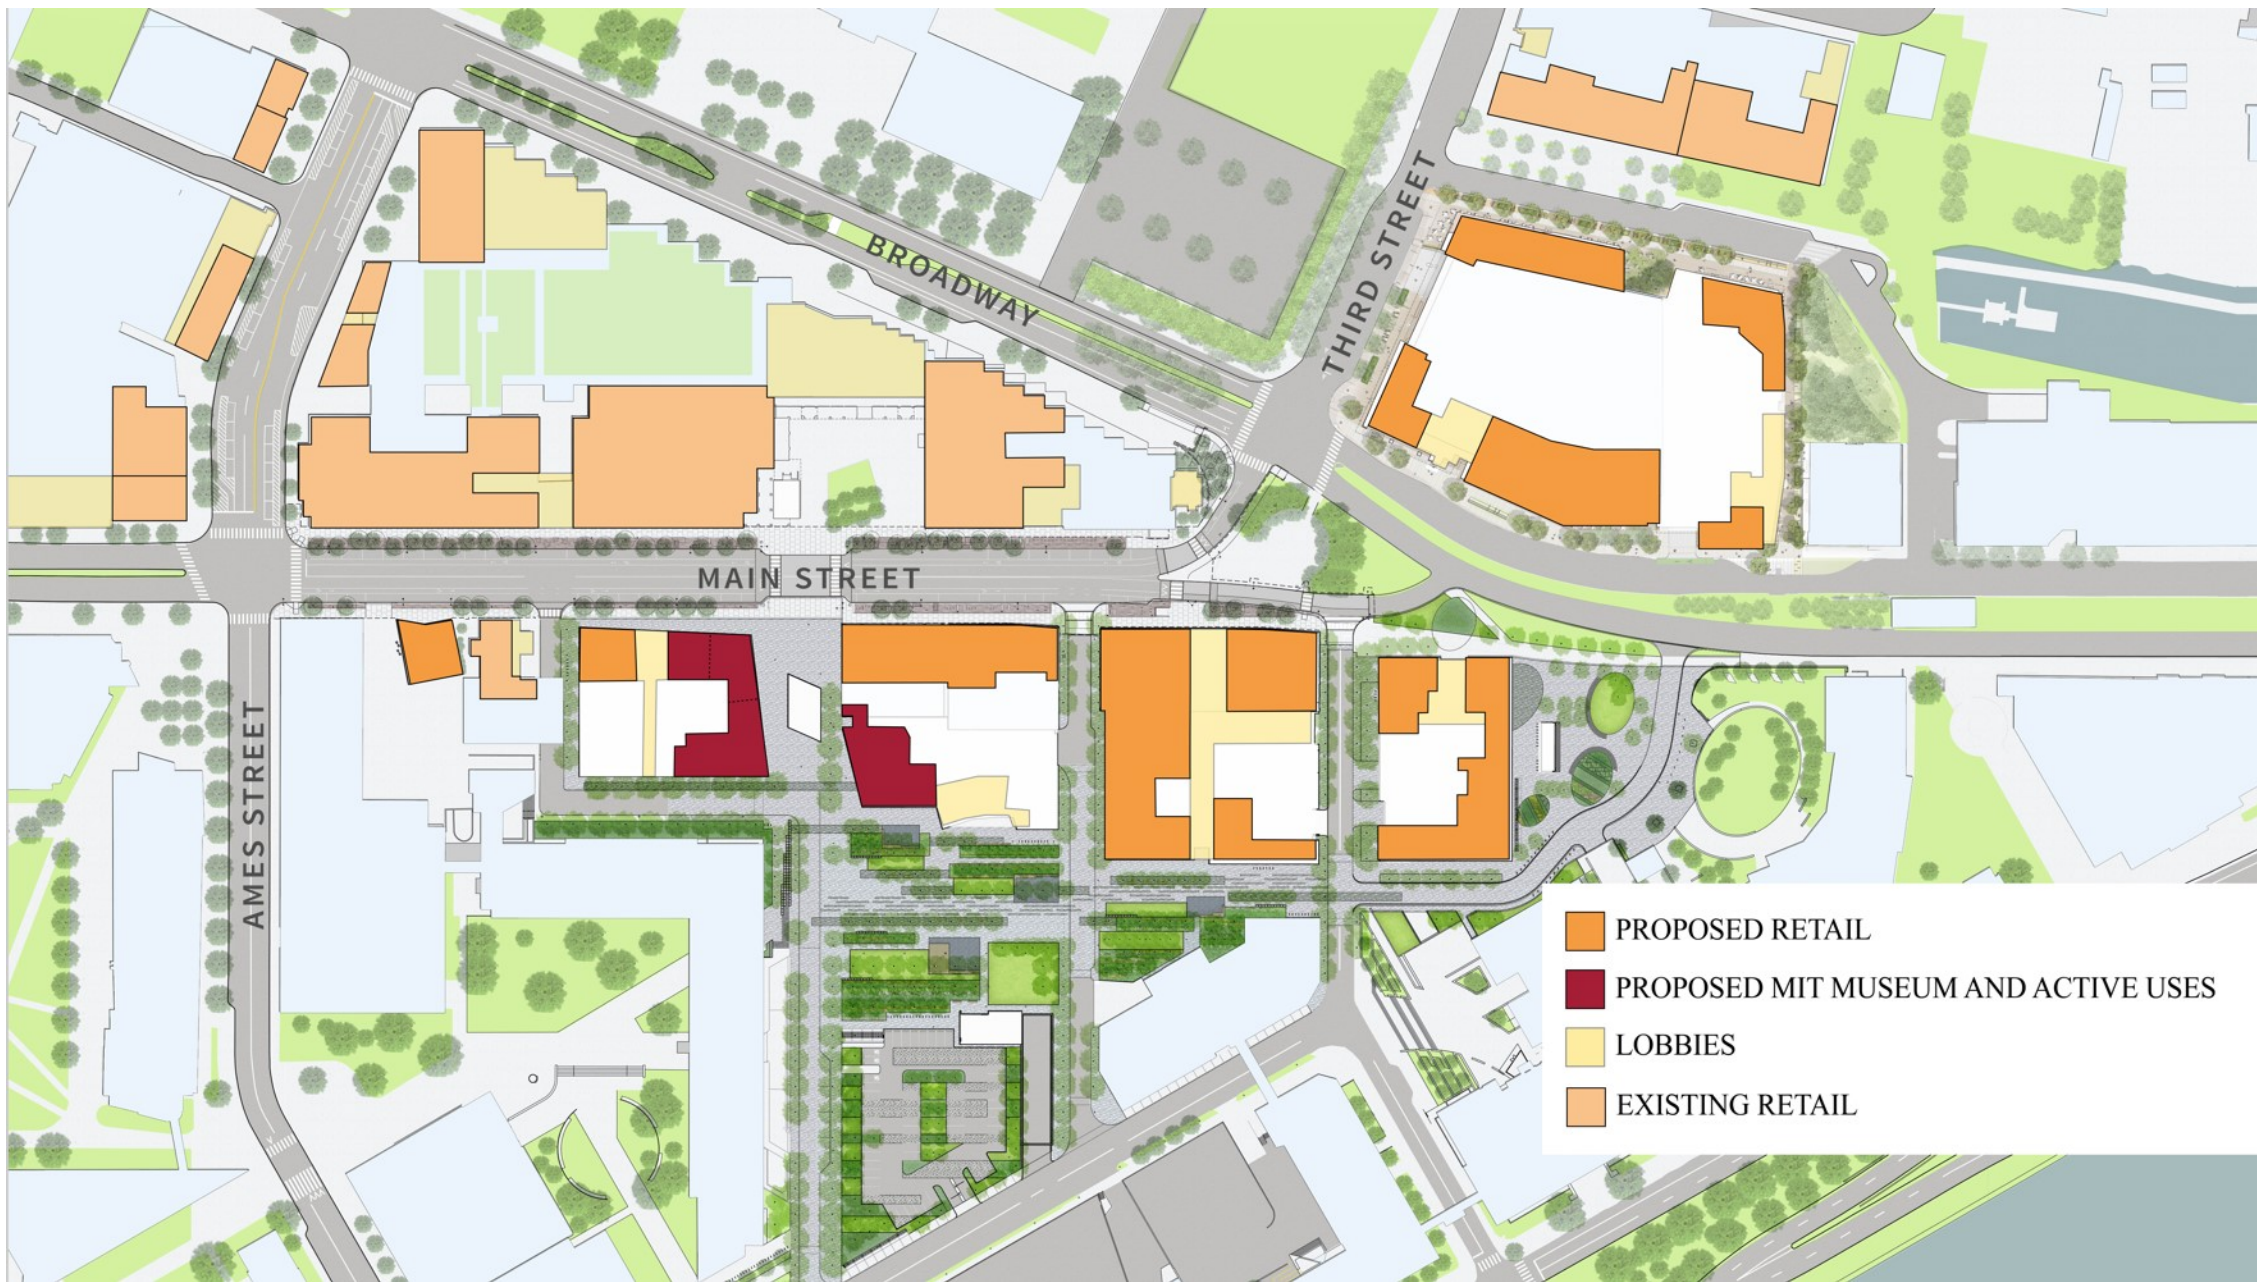 BROADWAY
THIRD STREET
MAIN STREET
AMES STREET
PROPOSED RETAIL
PROPOSED MIT MUSEUM AND ACTIVE USES
LOBBIES
EXISTING RETAIL